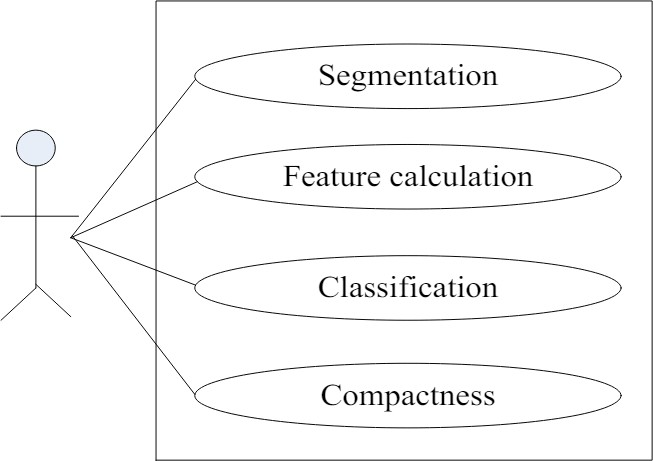 Segmentation
Feature calculation
Classification
Compactness